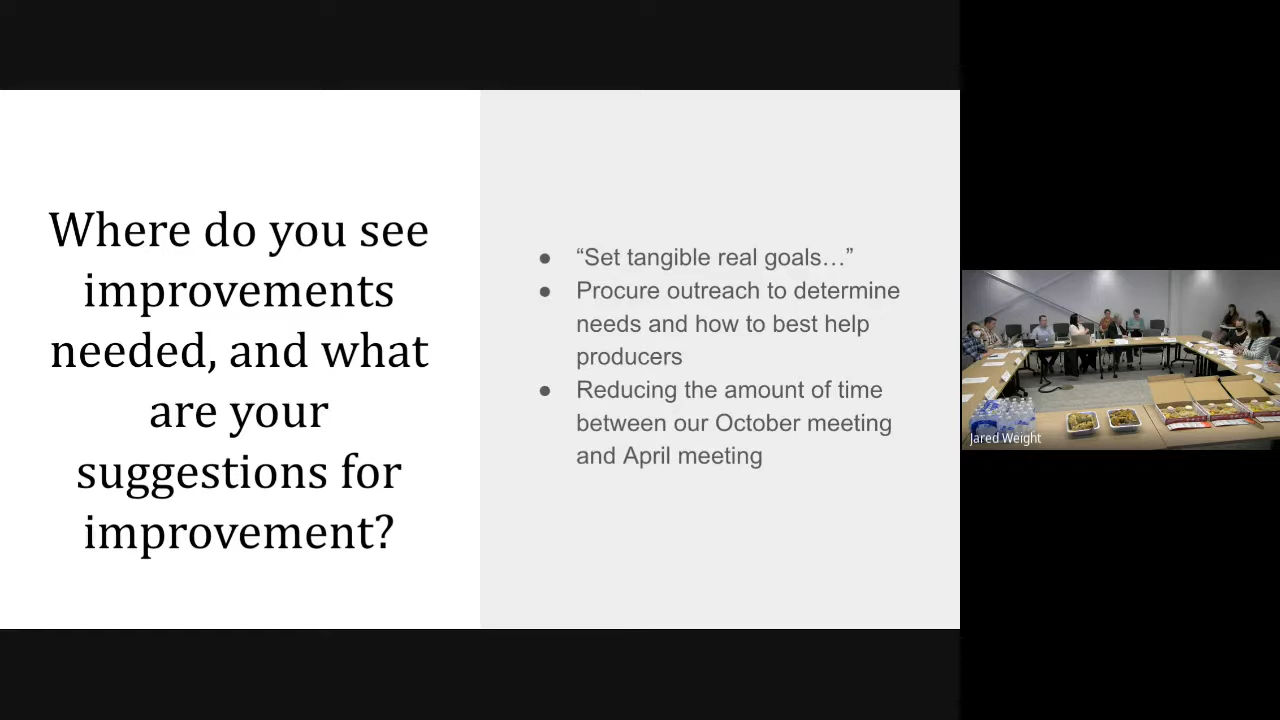 Where do you see
improvements
needed, and what
are your
suggestions for
improvement?
● “Set tangible real goals…”
● Procure outreach to determine
needs and how to best help
producers
● Reducing the amount of time
between our October meeting
and April meeting
Jared Weight